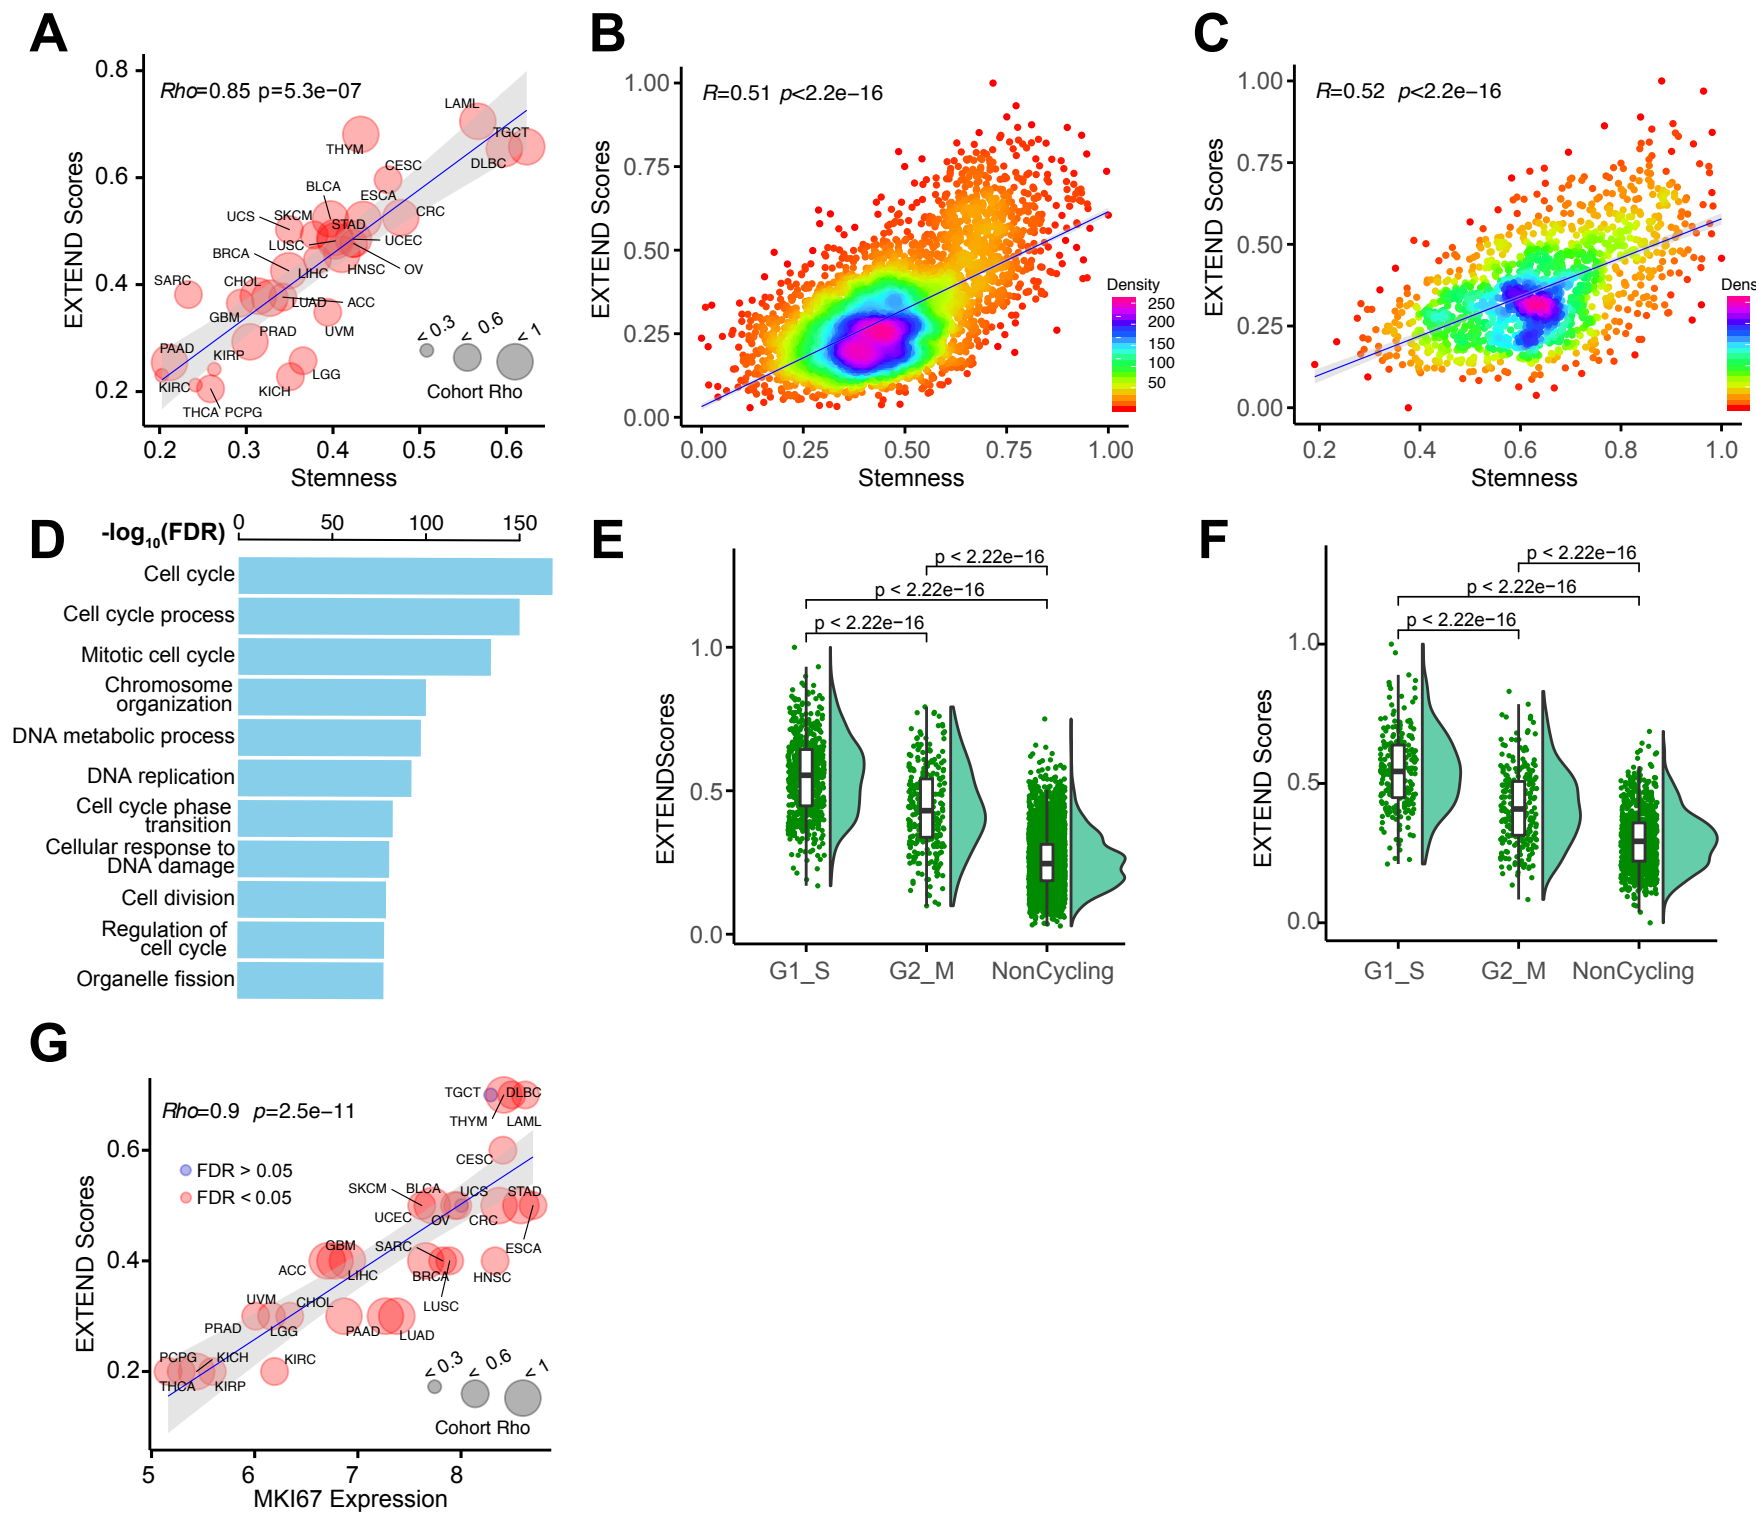 A
Rho=0.85 p=5.3e−07
EXTEND Scores
0.8
0.6
0.4
0.2
LAML
TGCT
THYM
DLBC
CESC
BLCA
ESCA
UCS
SKCM
STAD
CRC
LUSC
UCEC
BRCA
LIHC
HNSC
OV
SARC
CHOL
LUAD
ACC
GBM
PRAD
UVM
PAAD
KIRP
LGG
KIRC
KICH
THCA
PCPG
< 0.3
< 0.6
< 1
Cohort Rho
0.2
0.3
0.4
0.5
0.6
Stemness
B
R=0.51 p<2.2e−16
EXTEND Scores
1.00
0.75
0.50
0.25
0.00
Density
250
200
150
100
50
0.00
0.25
0.50
0.75
1.00
Stemness
C
R=0.52 p<2.2e−16
EXTEND Scores
1.00
0.75
0.50
0.25
0.00
Dens
0.2
0.4
0.6
0.8
1.0
Stemness
D
-log10(FDR)
0
50
100
150
Cell cycle
Cell cycle process
Mitotic cell cycle
Chromosome
organization
DNA metabolic process
DNA replication
Cell cycle phase
transition
Cellular response to
DNA damage
Cell division
Regulation of
cell cycle
Organelle fission
E
p < 2.22e−16
p < 2.22e−16
p < 2.22e−16
EXTENDScores
1.0
0.5
0.0
G1_S
G2_M
NonCycling
F
p < 2.22e−16
p < 2.22e−16
p < 2.22e−16
EXTEND Scores
1.0
0.5
0.0
G1_S
G2_M
NonCycling
G
Rho=0.9 p=2.5e−11
FDR > 0.05
FDR < 0.05
EXTEND Scores
0.6
0.4
0.2
TGCT
DLBC
THYM
LAML
CESC
SKCM
BLCA
UCS
STAD
UCEC
OV
CRC
ESCA
GBM
SARC
ACC
LIHC
BRCA
HNSC
LUSC
UVM
CHOL
PRAD
LGG
PAAD
LUAD
PCPG
KICH
KIRC
THCA
KIRP
< 0.3
< 0.6
< 1
Cohort Rho
5
6
7
8
MKI67 Expression